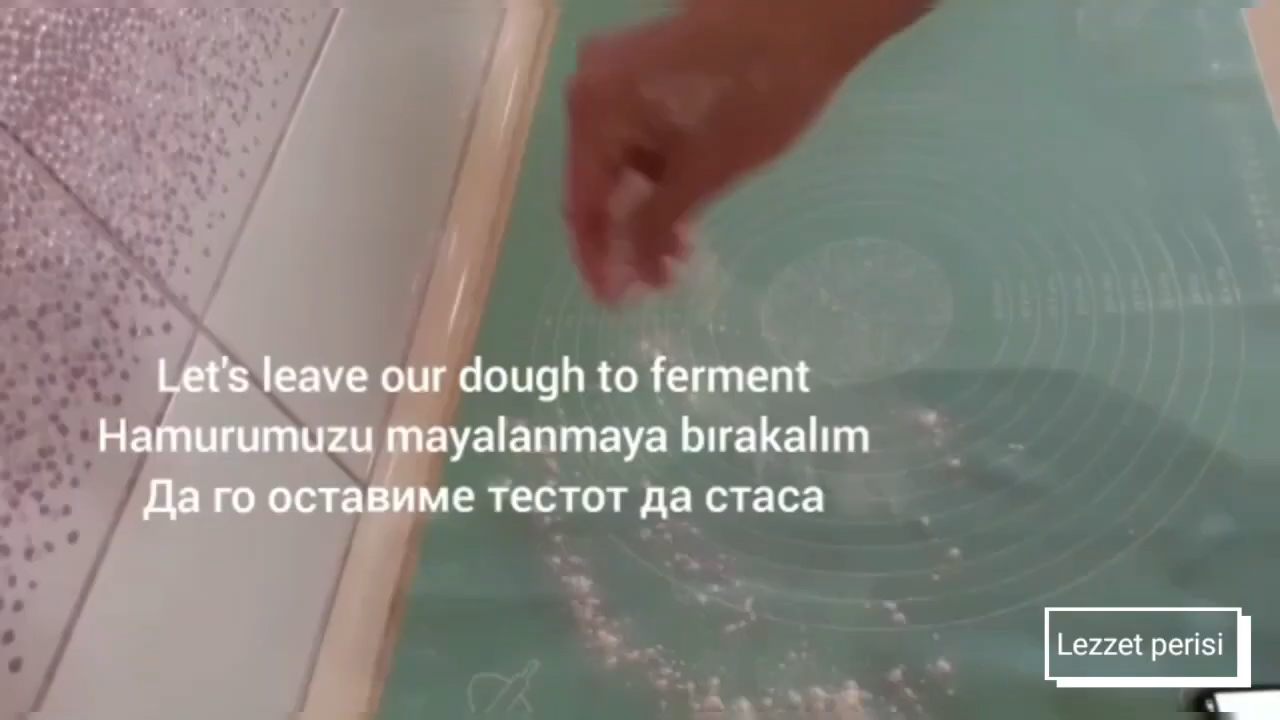 Let's leave our dough to ferment
Hamurumuzu mayalanmaya bırakalım
Да го оставиме тестот да стаса
Lezzet perisi